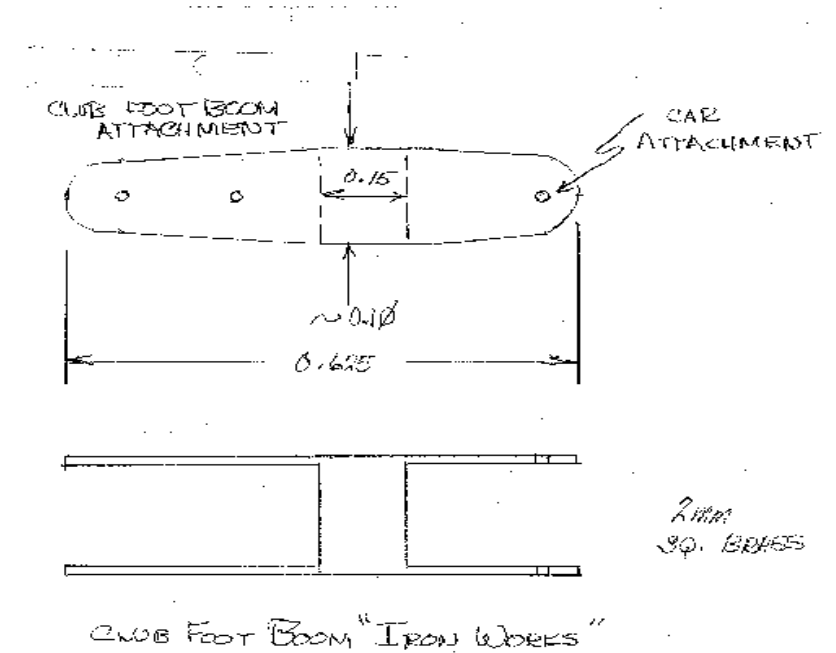 CLUB FOOT BOOM
ATTACHMENT
CAR
ATTACHMENT
0.15
~0.10
0.625
2mm
SQ. BRASS
CLUB FOOT BOOM "IRON WORKS"